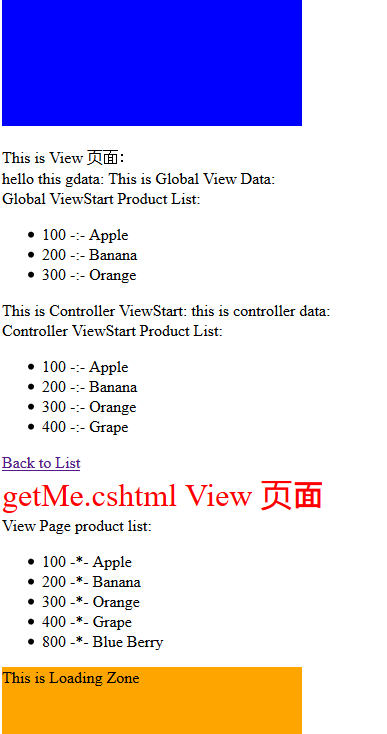 This is View 页面：
hello this gdata: This is Global View Data:
Global ViewStart Product List:
100 -:- Apple
200 -:- Banana
300 -:- Orange
This is Controller ViewStart: this is controller data:
Controller ViewStart Product List:
100 -:- Apple
200 -:- Banana
300 -:- Orange
400 -:- Grape
Back to List
getMe.cshtml View 页面
View Page product list:
100 -*- Apple
200 -*- Banana
300 -*- Orange
400 -*- Grape
800 -*- Blue Berry
This is Loading Zone